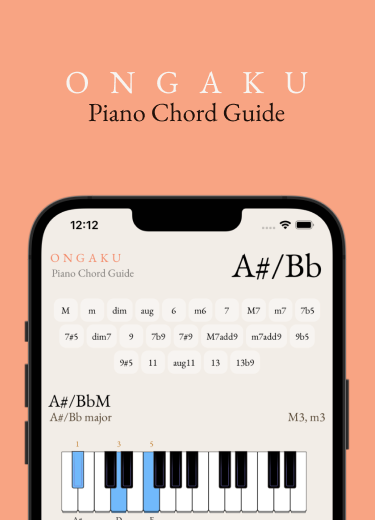 ONGAKU
Piano Chord Guide
12:12
ONGAKU
Piano Chord Guide
A#/Bb
M m dim aug 6 m6 7 M7 m7 7b5
7#5 dim7 9 7b9 7#9 M7add9 m7add9 9b5
9#5 11 aug11 13 13b9
A#/BbM
A#/Bb major
M3, m3
1 3 5